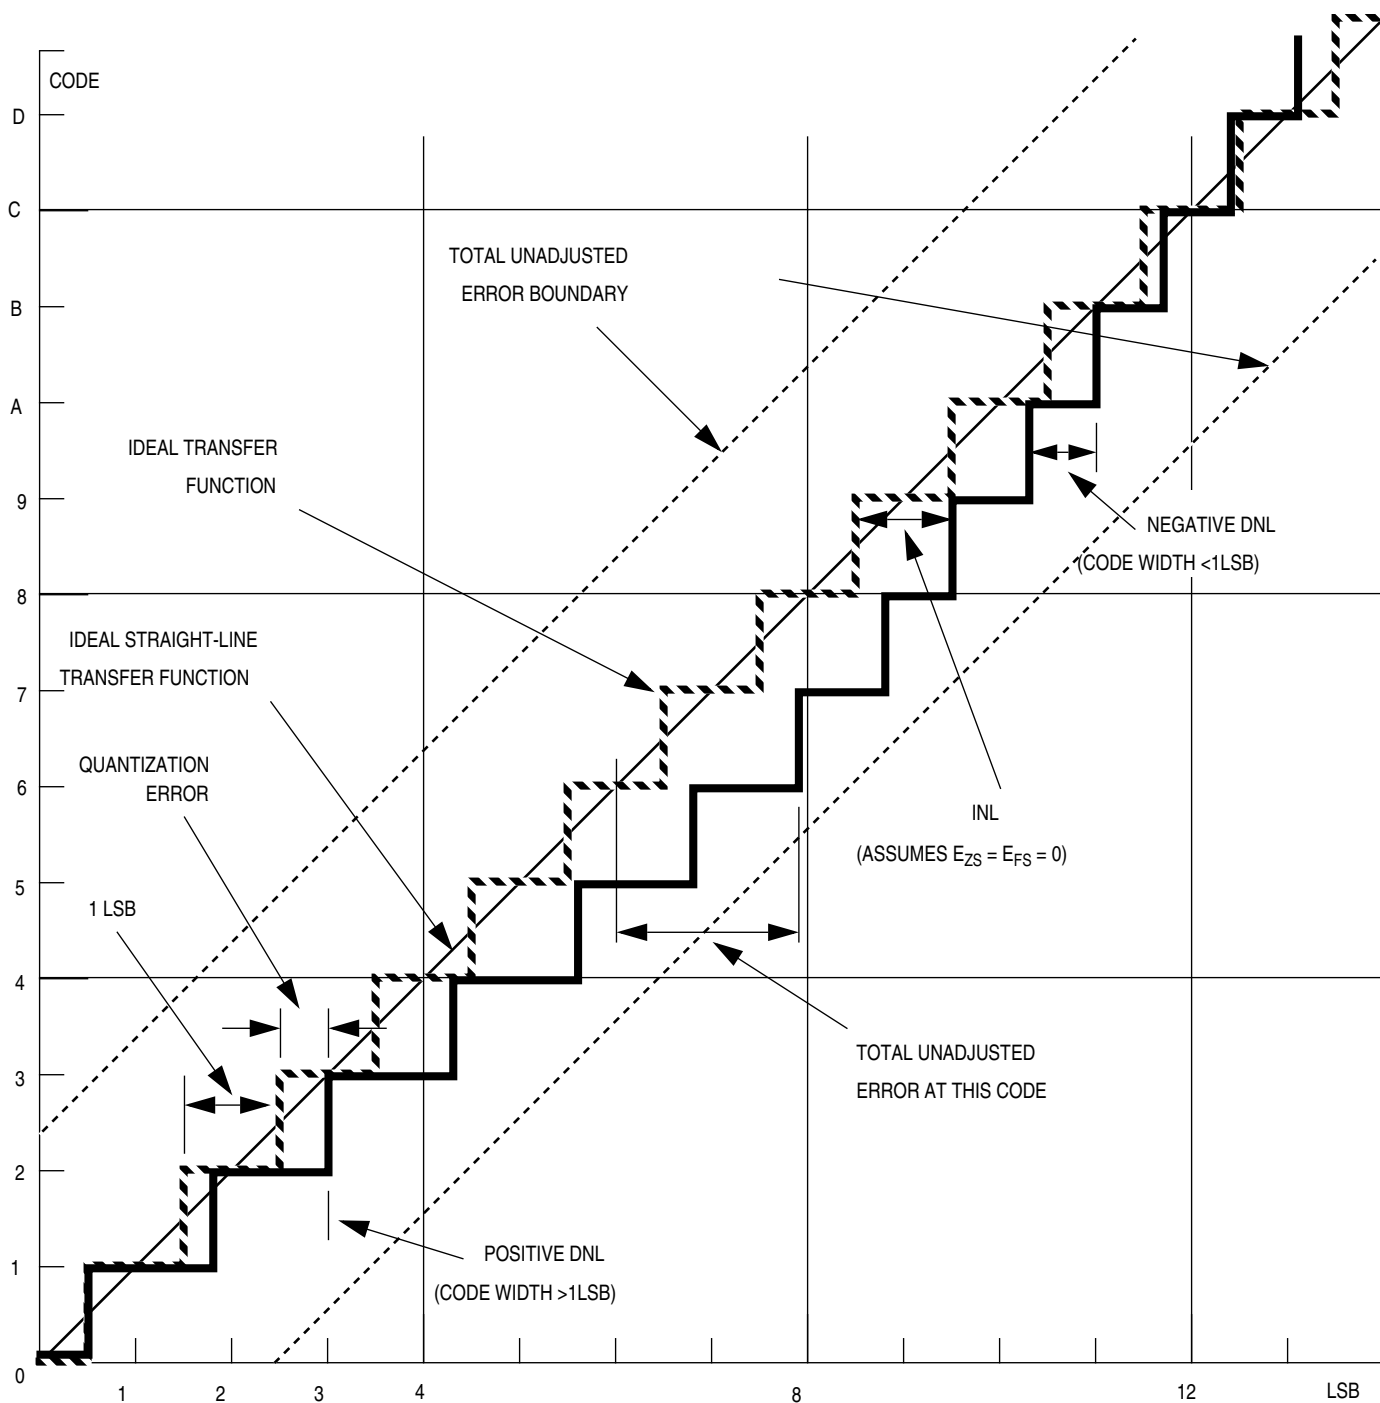 CODE
D
C
B
A
9
8
7
6
5
4
3
2
1
0
TOTAL UNADJUSTED
ERROR BOUNDARY
IDEAL TRANSFER
FUNCTION
NEGATIVE DNL
(CODE WIDTH <1LSB)
IDEAL STRAIGHT-LINE
TRANSFER FUNCTION
QUANTIZATION
ERROR
INL
(ASSUMES EZS = EFS = 0)
1 LSB
TOTAL UNADJUSTED
ERROR AT THIS CODE
POSITIVE DNL
(CODE WIDTH >1LSB)
1 2 3 4 8 12 LSB